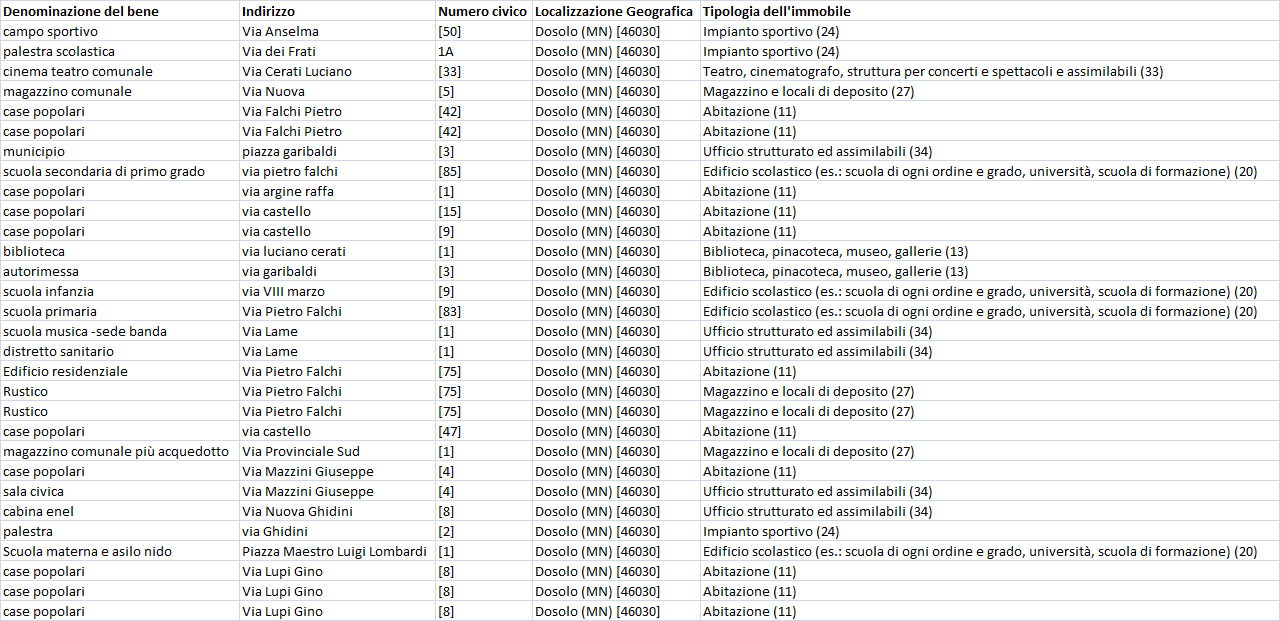 Denominazione del bene Indirizzo Numero civico Localizzazione Geografica Tipologia dell'immobile
campo sportivo Via Anselma [50] Dosolo (MN) [46030] Impianto sportivo (24)
palestra scolastica Via dei Frati 1A Dosolo (MN) [46030] Impianto sportivo (24)
cinema teatro comunale Via Cerati Luciano [33] Dosolo (MN) [46030] Teatro, cinematografo, struttura per concerti e spettacoli e assimilabili (33)
magazzino comunale Via Nuova [5] Dosolo (MN) [46030] Magazzino e locali di deposito (27)
case popolari Via Falchi Pietro [42] Dosolo (MN) [46030] Abitazione (11)
case popolari Via Falchi Pietro [42] Dosolo (MN) [46030] Abitazione (11)
municipio piazza garibaldi [3] Dosolo (MN) [46030] Ufficio strutturato ed assimilabili (34)
scuola secondaria di primo grado via pietro falchi [85] Dosolo (MN) [46030] Edificio scolastico (es.: scuola di ogni ordine e grado, università, scuola di formazione) (20)
case popolari via argine raffa [1] Dosolo (MN) [46030] Abitazione (11)
case popolari via castello [15] Dosolo (MN) [46030] Abitazione (11)
case popolari via castello [9] Dosolo (MN) [46030] Abitazione (11)
biblioteca via luciano cerati [1] Dosolo (MN) [46030] Biblioteca, pinacoteca, museo, gallerie (13)
autorimessa via garibaldi [3] Dosolo (MN) [46030] Biblioteca, pinacoteca, museo, gallerie (13)
scuola infanzia via VIII marzo [9] Dosolo (MN) [46030] Edificio scolastico (es.: scuola di ogni ordine e grado, università, scuola di formazione) (20)
scuola primaria Via Pietro Falchi [83] Dosolo (MN) [46030] Edificio scolastico (es.: scuola di ogni ordine e grado, università, scuola di formazione) (20)
scuola musica -sede banda Via Lame [1] Dosolo (MN) [46030] Ufficio strutturato ed assimilabili (34)
distretto sanitario Via Lame [1] Dosolo (MN) [46030] Ufficio strutturato ed assimilabili (34)
Edificio residenziale Via Pietro Falchi [75] Dosolo (MN) [46030] Abitazione (11)
Rustico Via Pietro Falchi [75] Dosolo (MN) [46030] Magazzino e locali di deposito (27)
Rustico Via Pietro Falchi [75] Dosolo (MN) [46030] Magazzino e locali di deposito (27)
case popolari via castello [47] Dosolo (MN) [46030] Abitazione (11)
magazzino comunale più acquedotto Via Provinciale Sud [1] Dosolo (MN) [46030] Magazzino e locali di deposito (27)
case popolari Via Mazzini Giuseppe [4] Dosolo (MN) [46030] Abitazione (11)
sala civica Via Mazzini Giuseppe [4] Dosolo (MN) [46030] Ufficio strutturato ed assimilabili (34)
cabina enel Via Nuova Ghidini [8] Dosolo (MN) [46030] Ufficio strutturato ed assimilabili (34)
palestra via Ghidini [2] Dosolo (MN) [46030] Impianto sportivo (24)
Scuola materna e asilo nido Piazza Maestro Luigi Lombardi [1] Dosolo (MN) [46030] Edificio scolastico (es.: scuola di ogni ordine e grado, università, scuola di formazione) (20)
case popolari Via Lupi Gino [8] Dosolo (MN) [46030] Abitazione (11)
case popolari Via Lupi Gino [8] Dosolo (MN) [46030] Abitazione (11)
case popolari Via Lupi Gino [8] Dosolo (MN) [46030] Abitazione (11)